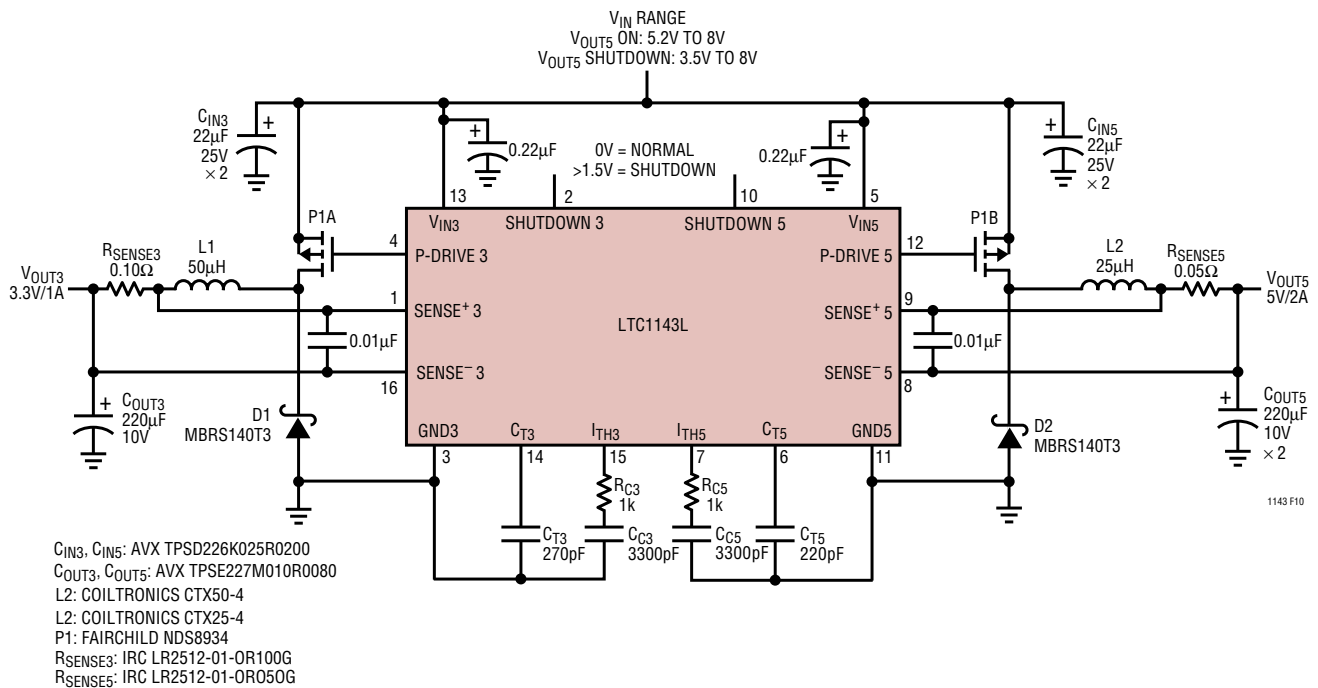 VIN RANGE
VOUT5 ON: 5.2V TO 8V
VOUT5 SHUTDOWN: 3.5V TO 8V
CIN3
22µF
25V
× 2
+
+
0.22µF
0V = NORMAL
>1.5V = SHUTDOWN
0.22µF
+
+
CIN5
22µF
25V
× 2
13
2
10
5
P1A
VIN3
SHUTDOWN 3
SHUTDOWN 5
VIN5
P1B
4
P-DRIVE 3
P-DRIVE 5
12
VOUT3
3.3V/1A
RSENSE3
0.10Ω
L1
50µH
L2
25µH
RSENSE5
0.05Ω
VOUT5
5V/2A
1
SENSE+ 3
SENSE+ 5
9
LTC1143L
0.01µF
0.01µF
SENSE– 3
SENSE– 5
16
8
+
COUT3
220µF
10V
D1
MBRS140T3
D2
MBRS140T3
+
COUT5
220µF
10V
× 2
GND3
CT3
ITH3
ITH5
CT5
GND5
3
14
15
7
6
11
RC3
1k
RC5
1k
CT3
270pF
CC3
3300pF
CC5
3300pF
CT5
220pF
1143 F10
CIN3, CIN5: AVX TPSD226K025R0200
COUT3, COUT5: AVX TPSE227M010R0080
L2: COILTRONICS CTX50-4
L2: COILTRONICS CTX25-4
P1: FAIRCHILD NDS8934
RSENSE3: IRC LR2512-01-OR100G
RSENSE5: IRC LR2512-01-ORO5OG